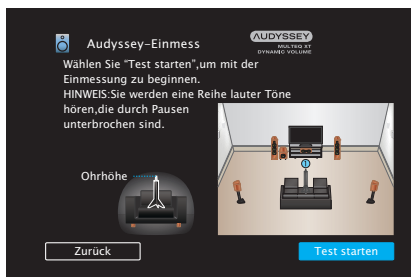 Audyssey-Einmess
AUDYSSEY
MULTEQ XT
DYNAMIC VOLUME
Wählen Sie “Test starten”,um mit der
Einmessung zu beginnen.
HINWEIS:Sie werden eine Reihe lauter Töne
hören,die durch Pausen
unterbrochen sind.
Ohrhöhe
1
Zurück
Test starten